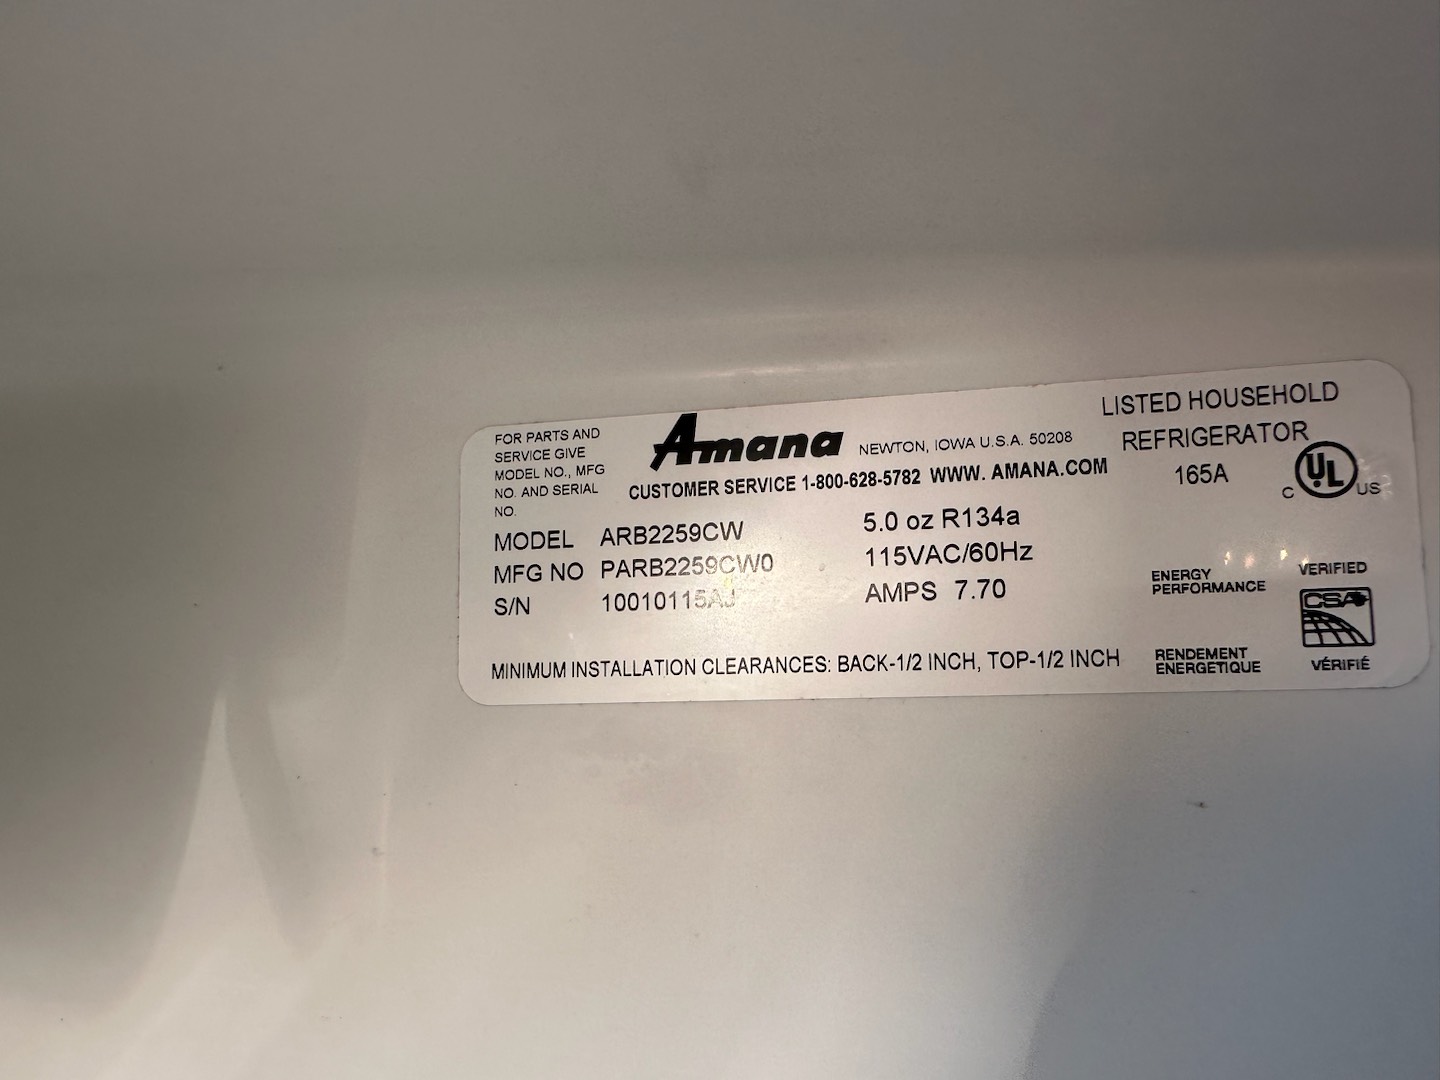 FOR PARTS AND
SERVICE GIVE
MODEL NO., MFG
NO. AND SERIAL
NO.
Amana NEWTON, IOWA U.S.A. 50208
CUSTOMER SERVICE 1-800-628-5782 WWW. AMANA.COM
LISTED HOUSEHOLD
REFRIGERATOR
165A
C UL US
MODEL ARB2259CW
MFG NO PARB2259CW0
S/N 10010115AJ
5.0 oz R134a
115VAC/60Hz
AMPS 7.70
ENERGY
PERFORMANCE
VERIFIED
CSA
RENDEMENT
ENERGETIQUE
VÉRIFIÉ
MINIMUM INSTALLATION CLEARANCES: BACK-1/2 INCH, TOP-1/2 INCH